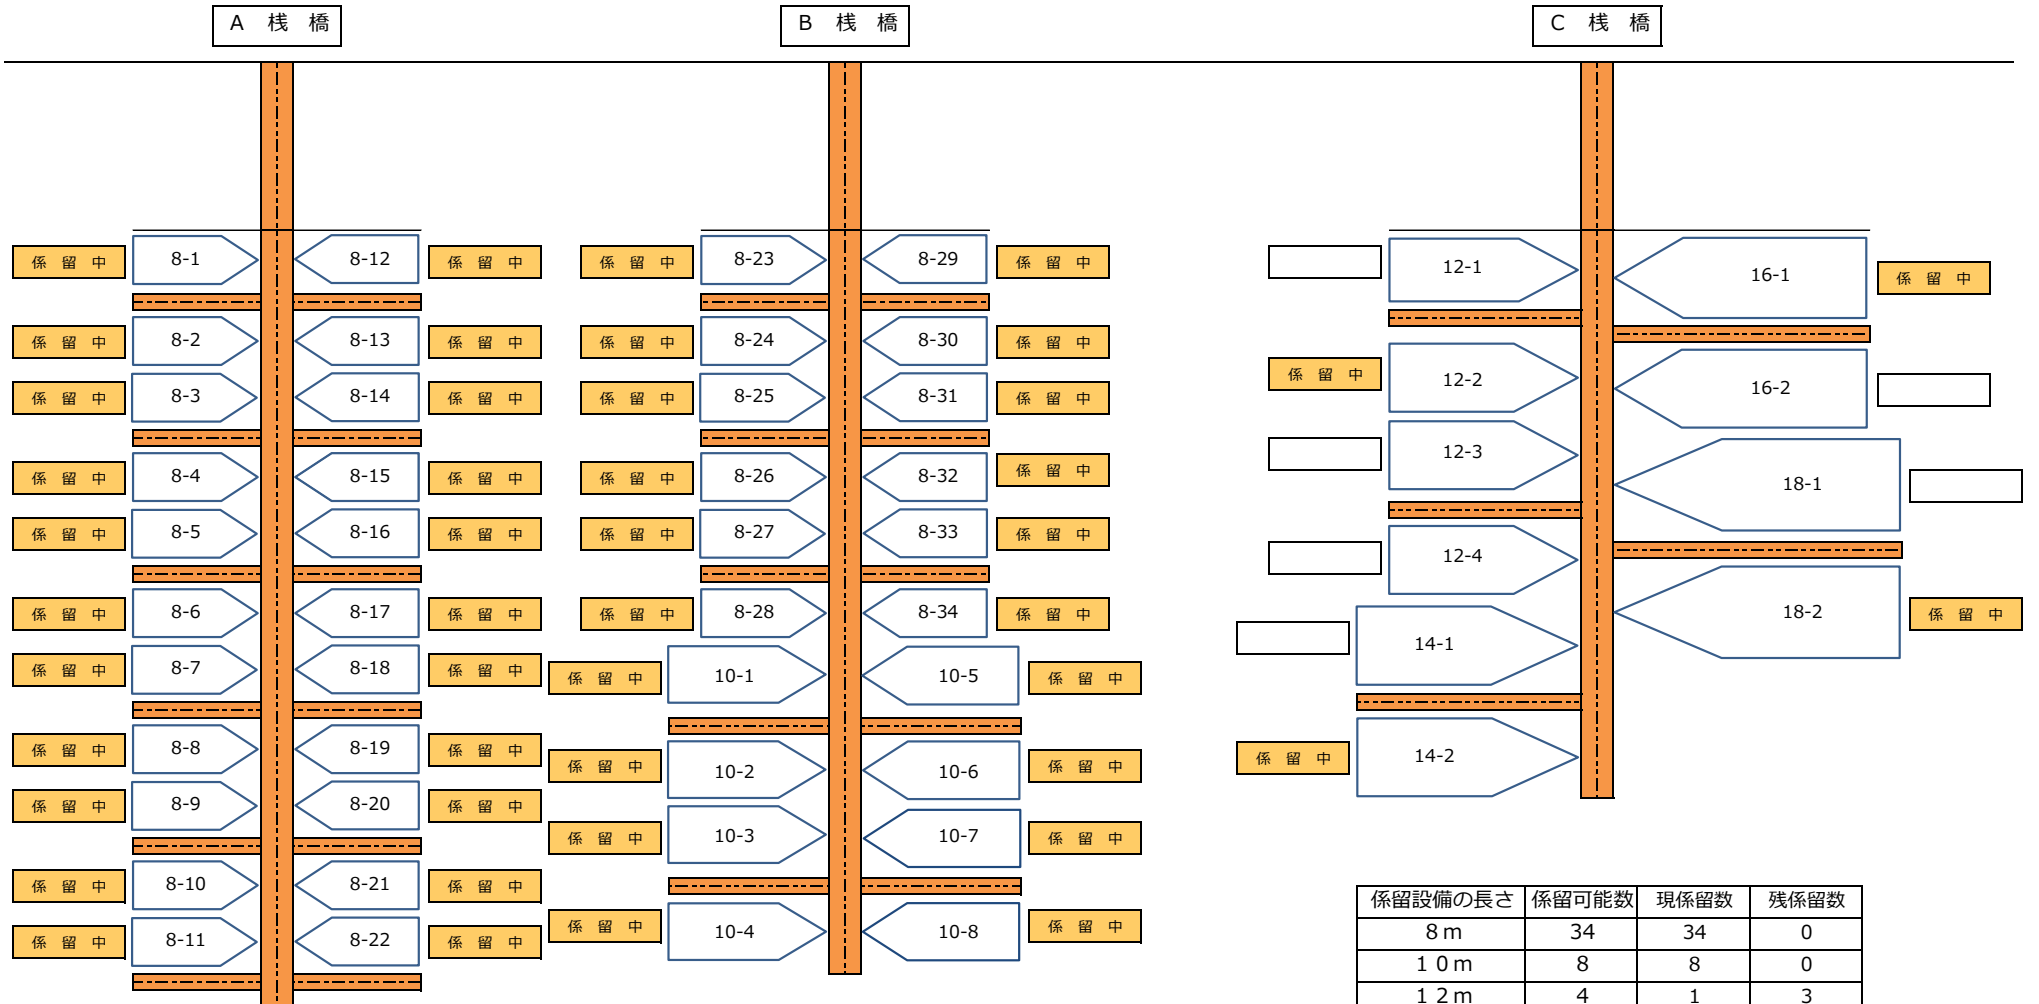 A 桟 橋
B 桟 橋
C 桟 橋
係 留 中 8-1 8-12 係 留 中
係 留 中 8-2 8-13 係 留 中
係 留 中 8-3 8-14 係 留 中
係 留 中 8-4 8-15 係 留 中
係 留 中 8-5 8-16 係 留 中
係 留 中 8-6 8-17 係 留 中
係 留 中 8-7 8-18 係 留 中
係 留 中 8-8 8-19 係 留 中
係 留 中 8-9 8-20 係 留 中
係 留 中 8-10 8-21 係 留 中
係 留 中 8-11 8-22 係 留 中
係 留 中 8-23 8-29 係 留 中
係 留 中 8-24 8-30 係 留 中
係 留 中 8-25 8-31 係 留 中
係 留 中 8-26 8-32 係 留 中
係 留 中 8-27 8-33 係 留 中
係 留 中 8-28 8-34 係 留 中
係 留 中 10-1 10-5 係 留 中
係 留 中 10-2 10-6 係 留 中
係 留 中 10-3 10-7 係 留 中
係 留 中 10-4 10-8 係 留 中
12-1 16-1 係 留 中
係 留 中 12-2 16-2
12-3 18-1
12-4 18-2 係 留 中
14-1
係 留 中 14-2
係留設備の長さ 係留可能数 現係留数 残係留数
8ｍ 34 34 0
１０ｍ 8 8 0
１２ｍ 4 1 3